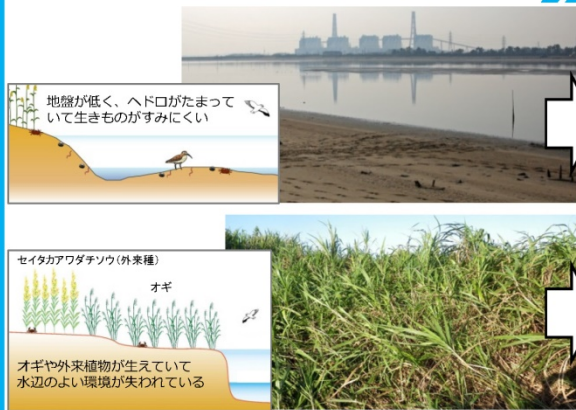 地盤が低く、ヘドロがたまって
いて生きものがすみにくい
セイタカアワダチソウ(外来種)
オギ
オギや外来植物が生えていて
水辺のよい環境が失われている